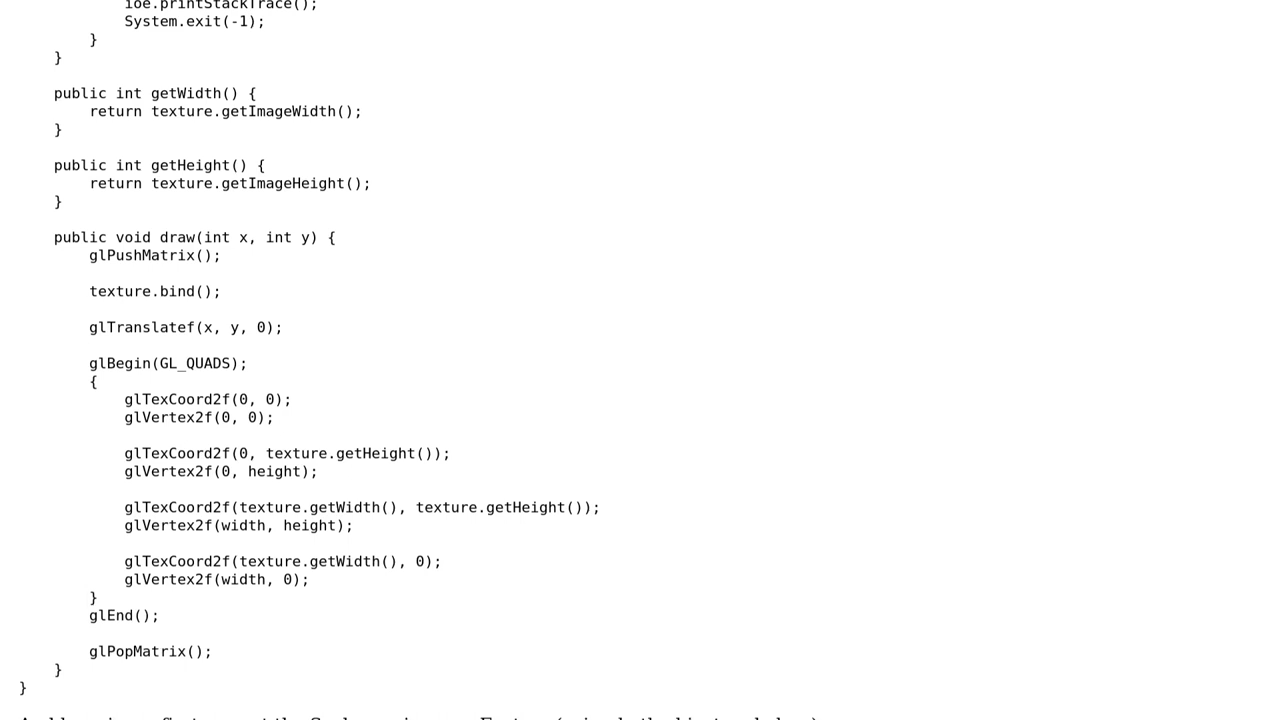 ioe.printStackTrace();
System.exit(-1);
}
}
public int getWidth() {
return texture.getImageWidth();
}
public int getHeight() {
return texture.getImageHeight();
}
public void draw(int x, int y) {
glPushMatrix();
texture.bind();
glTranslatef(x, y, 0);
glBegin(GL_QUADS);
{
glTexCoord2f(0, 0);
glVertex2f(0, 0);
glTexCoord2f(0, texture.getHeight());
glVertex2f(0, height);
glTexCoord2f(texture.getWidth(), texture.getHeight());
glVertex2f(width, height);
glTexCoord2f(texture.getWidth(), 0);
glVertex2f(width, 0);
}
glEnd();
glPopMatrix();
}
}